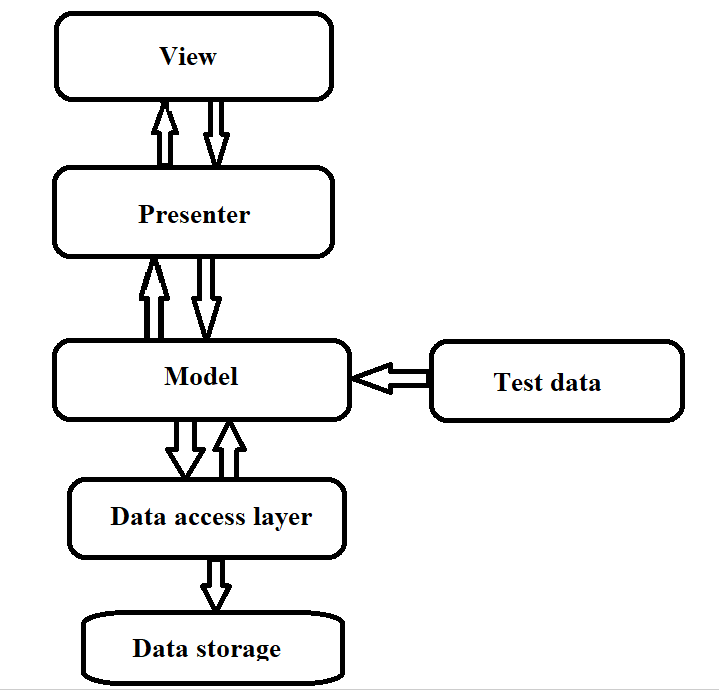 View
Presenter
Model
Test data
Data access layer
Data storage